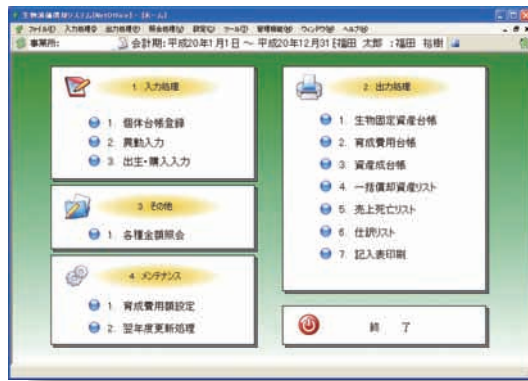 生物減価償却システム[NetOffice] - [ホーム]
ファイル(F) 入力処理(I) 出力処理(O) 照会処理(V) 設定(C) ツール(T) 管理機能(M) ウィンドウ(W) ヘルプ(H)
事業所: 会計期:平成20年1月1日 ～ 平成20年12月31日 福田 太郎 :福田 裕樹
1. 入力処理
1. 個体台帳登録
2. 異動入力
3. 出生・購入入力
3. その他
1. 各種金額照会
4. メンテナンス
1. 育成費用額設定
2. 翌年度更新処理
2. 出力処理
1. 生物固定資産台帳
2. 育成費用台帳
3. 資産成台帳
4. 一括償却資産リスト
5. 売上死亡リスト
6. 仕訳リスト
7. 記入表印刷
終 了